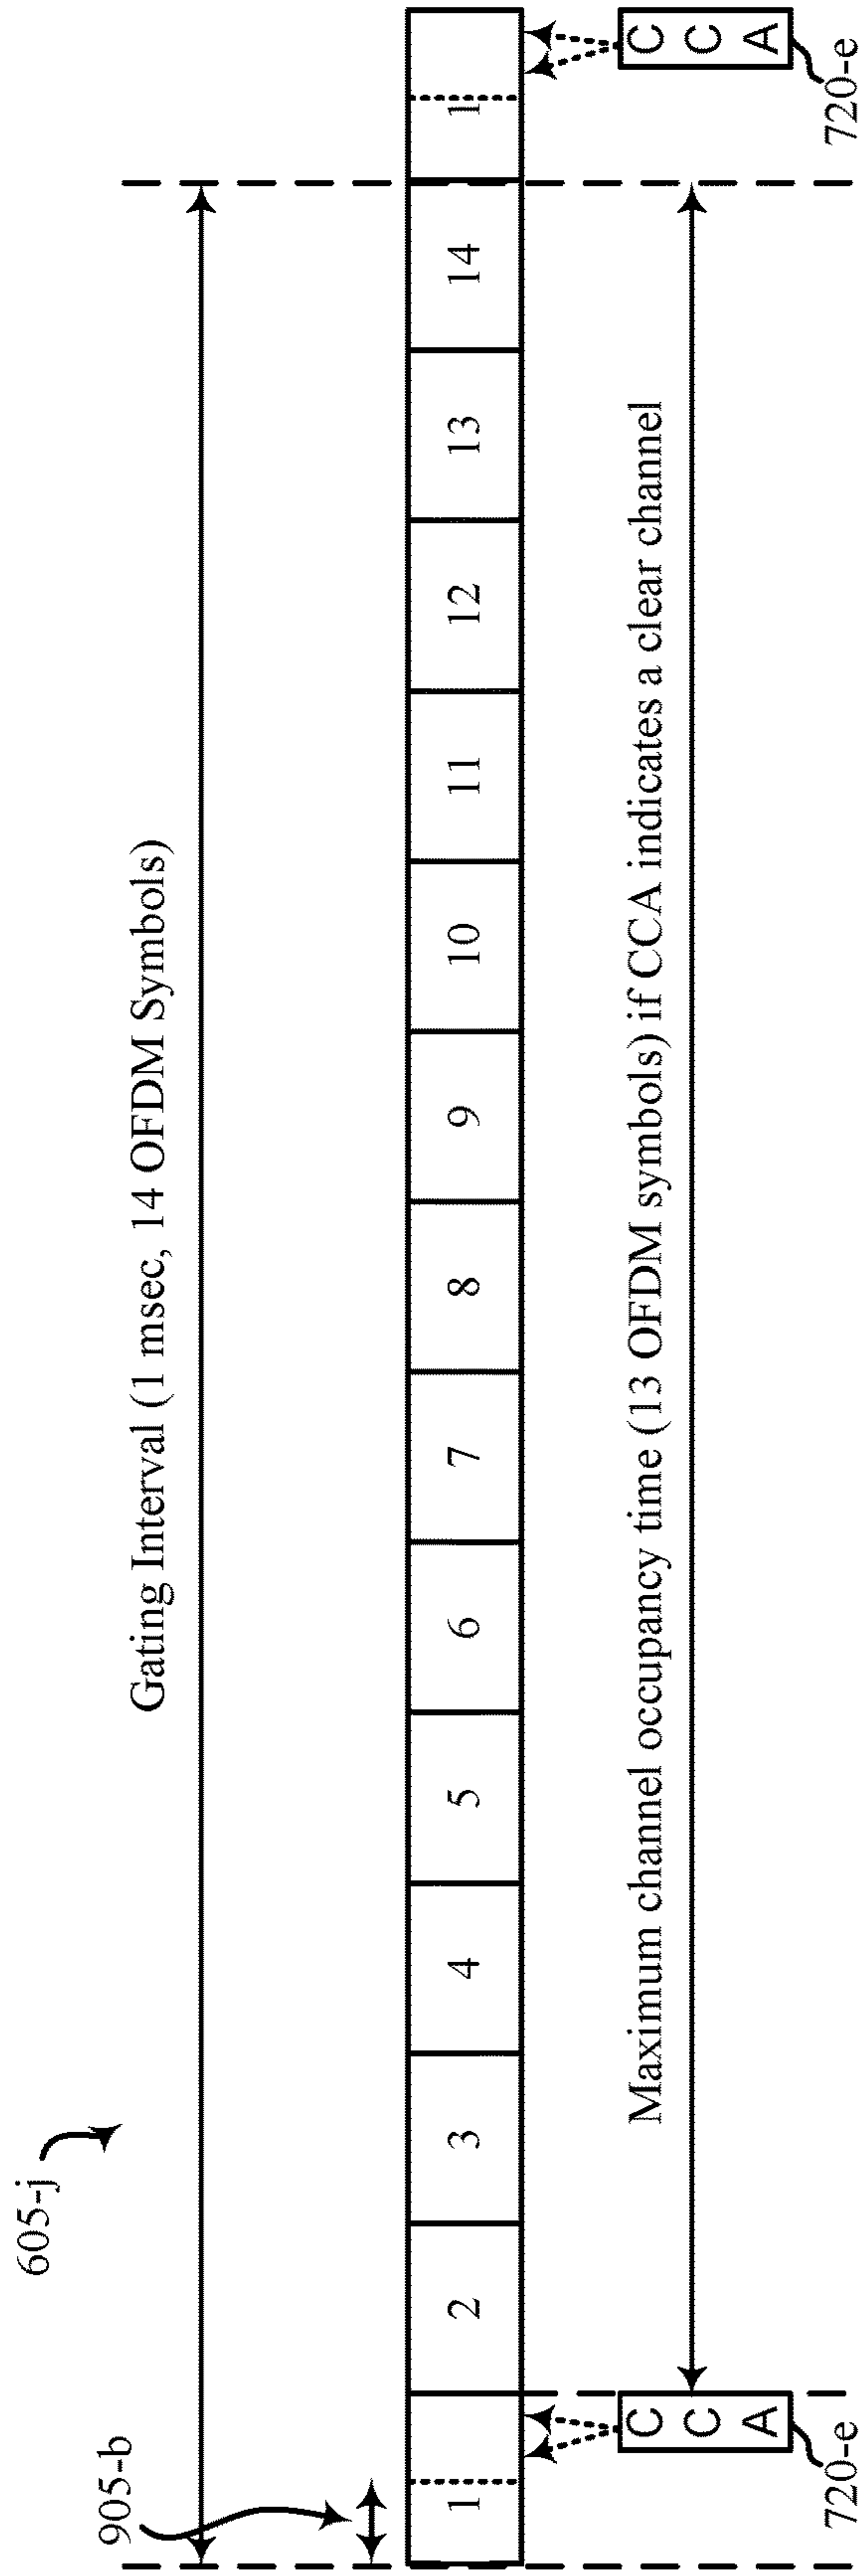 605-j
Gating Interval (1 msec, 14 OFDM Symbols)
905-b
1 2 3 4 5 6 7 8 9 10 11 12 13 14 1
Maximum channel occupancy time (13 OFDM symbols) if CCA indicates a clear channel
CCA
CCA
720-e
720-e